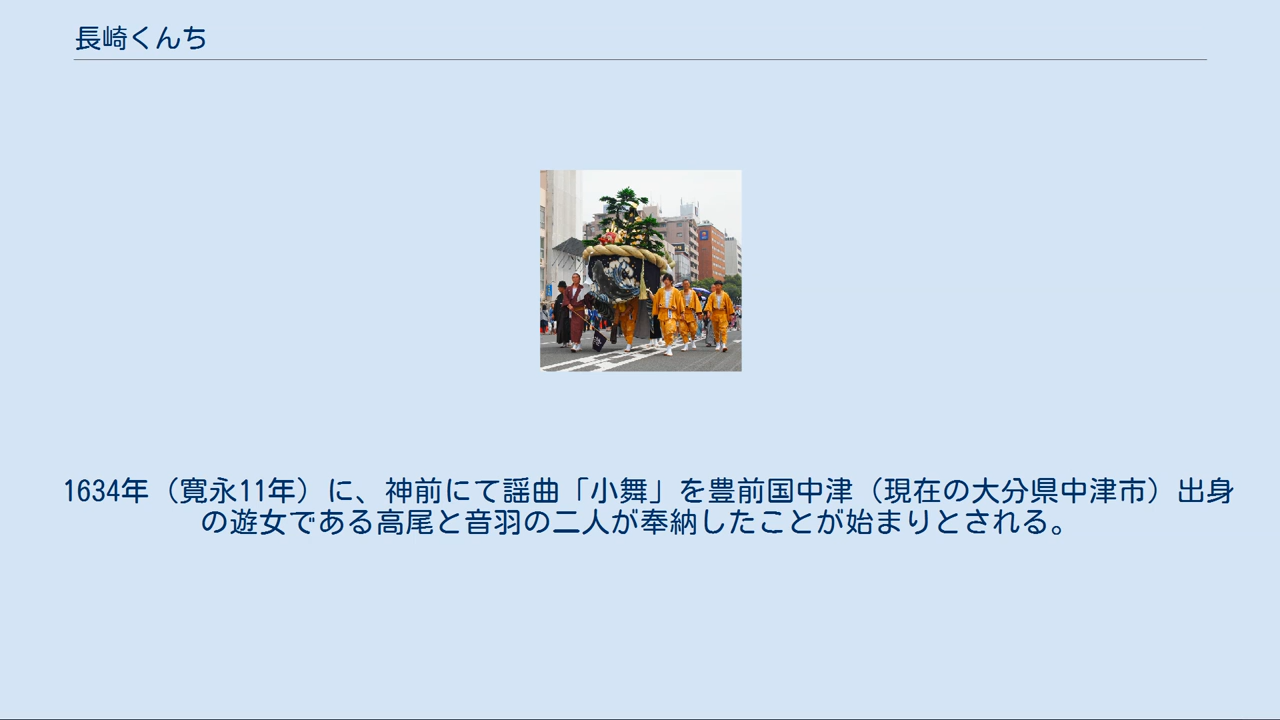 長崎くんち
1634年（寛永11年）に、神前にて謡曲「小舞」を豊前国中津（現在の大分県中津市）出身
の遊女である高尾と音羽の二人が奉納したことが始まりとされる。